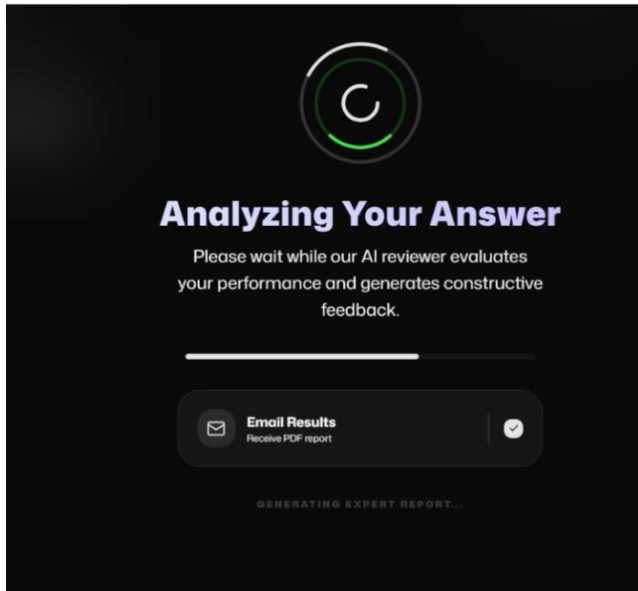 Analyzing Your Answer
Please wait while our AI reviewer evaluates
your performance and generates constructive
feedback.
Email Results
Receive PDF report
GENERATING EXPERT REPORT...